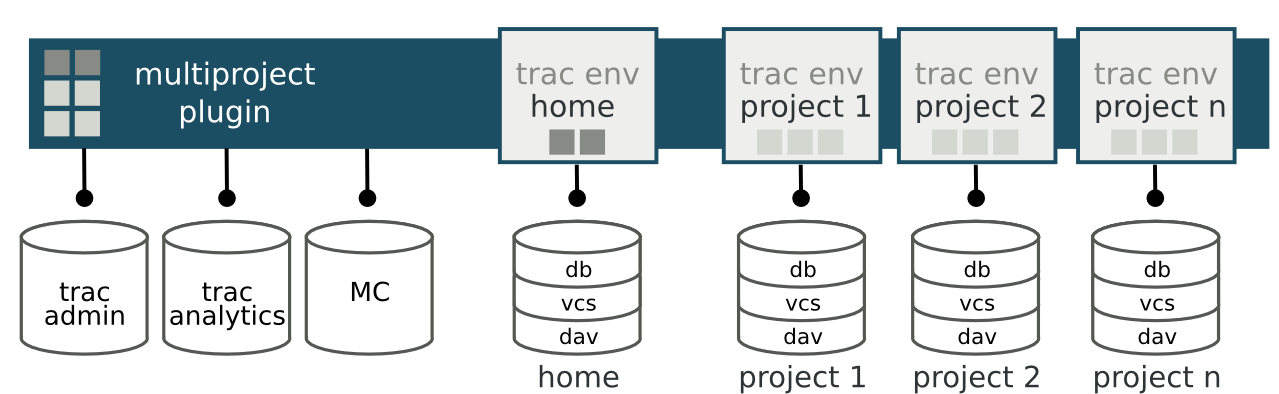 multiproject
plugin
trac env
home
trac env
project 1
trac env
project 2
trac env
project n
trac
admin
trac
analytics
MC
db
vcs
dav
home
db
vcs
dav
project 1
db
vcs
dav
project 2
db
vcs
dav
project n